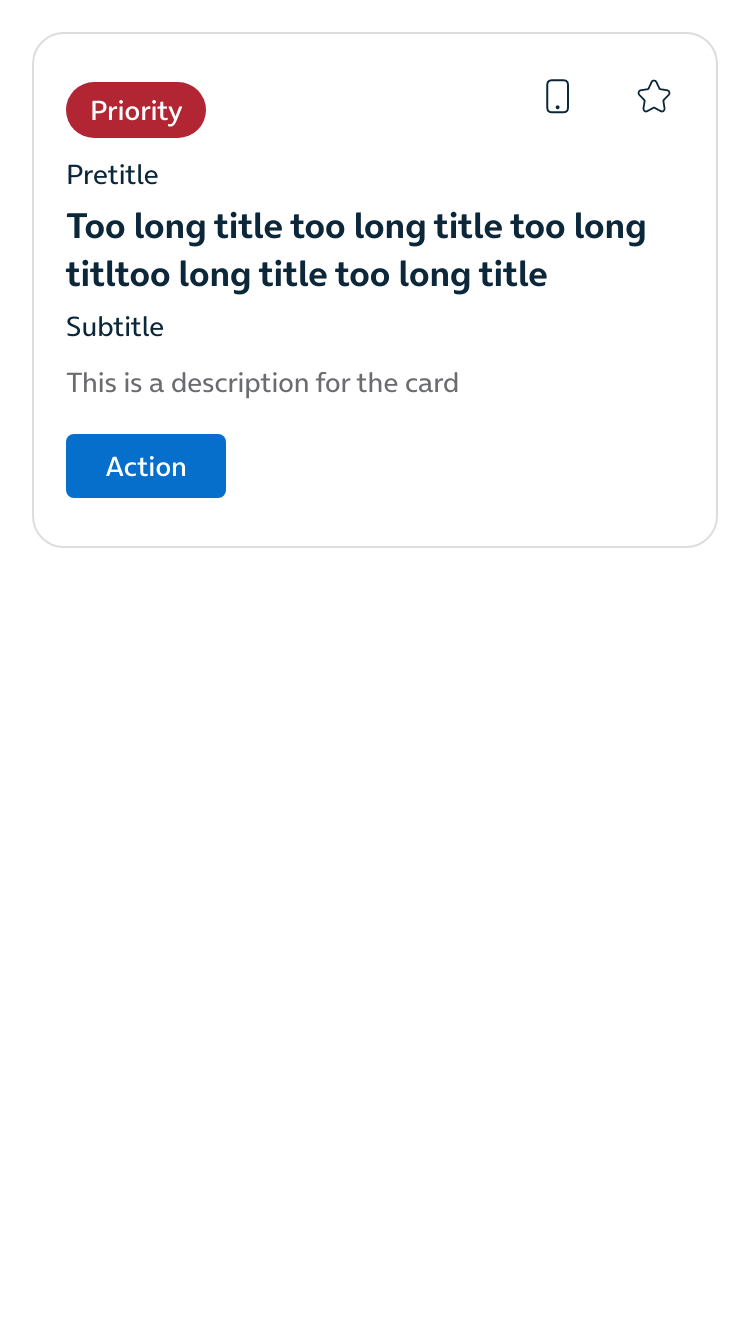 Priority
Pretitle
Too long title too long title too long
titltoo long title too long title
Subtitle
This is a description for the card
Action